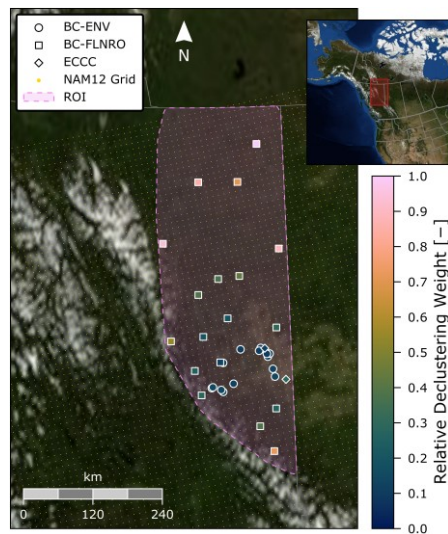 BC-ENV
BC-FLNRO
ECCC
NAM12 Grid
ROI
N
km
0 120 240
1.0
0.9
0.8
0.7
0.6
0.5
0.4
0.3
0.2
0.1
0.0
Relative Declustering Weight [−]